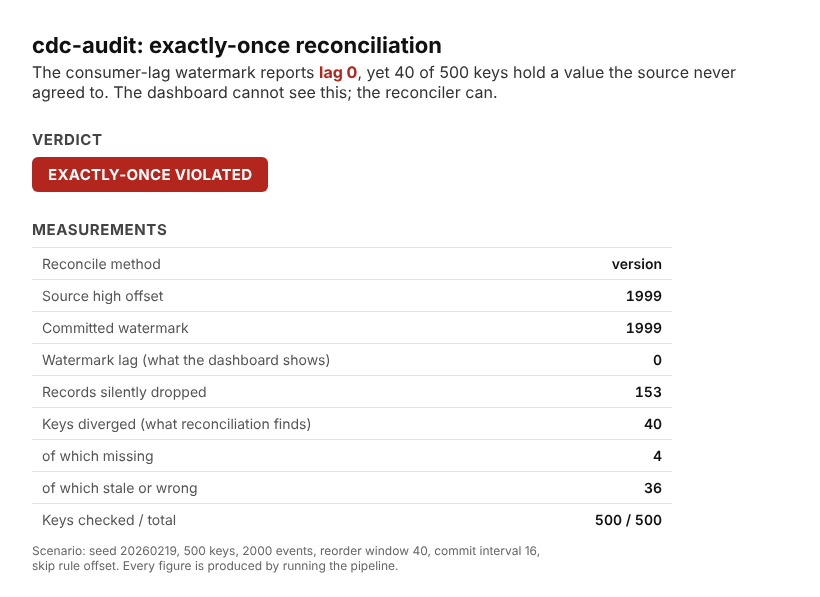 cdc-audit: exactly-once reconciliation
The consumer-lag watermark reports lag 0, yet 40 of 500 keys hold a value the source never
agreed to. The dashboard cannot see this; the reconciler can.
VERDICT
EXACTLY-ONCE VIOLATED
MEASUREMENTS
Reconcile method version
Source high offset 1999
Committed watermark 1999
Watermark lag (what the dashboard shows) 0
Records silently dropped 153
Keys diverged (what reconciliation finds) 40
of which missing 4
of which stale or wrong 36
Keys checked / total 500 / 500
Scenario: seed 20260219, 500 keys, 2000 events, reorder window 40, commit interval 16,
skip rule offset. Every figure is produced by running the pipeline.